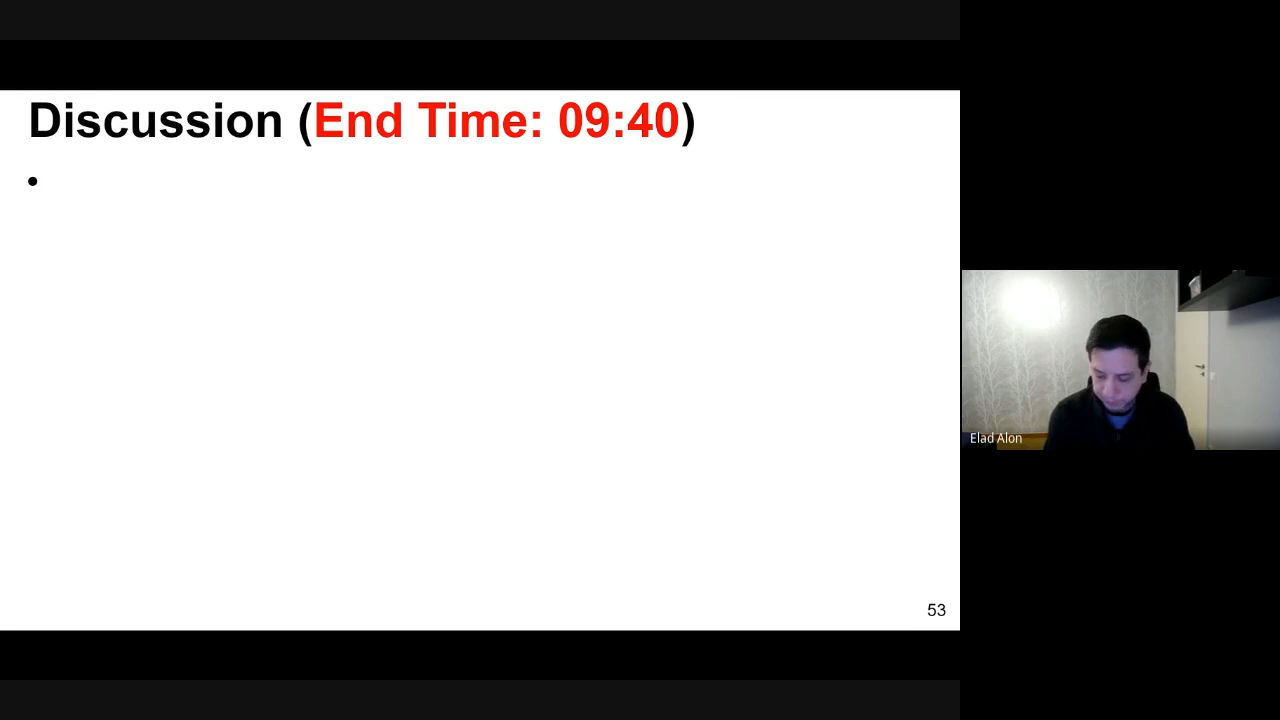 Discussion (End Time: 09:40)
•
53
Elad Alon